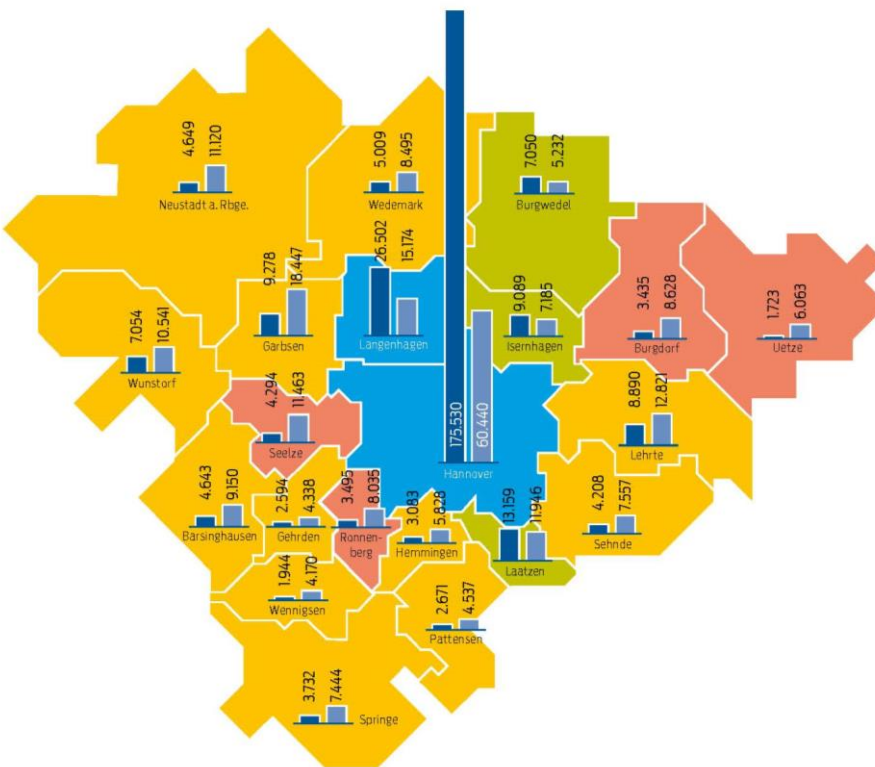 4.649 11.120
Neustadt a. Rbge.
5.009 8.495
Wedemark
7.050 5.232
Burgwedel
9.278 18.447
Garbsen
26.502 15.174
Langenhagen
9.089 7.185
Isernhagen
3.435 8.628
Burgdorf
1.723 6.063
Uetze
7.054 10.541
Wunstorf
4.294 11.463
Seelze
175.530 60.440
Hannover
8.890 12.821
Lehrte
4.643 9.150
Barsinghausen
2.594 4.338
Gehrden
3.495 8.035
Ronnen-
berg
3.083 5.828
Hemmingen
13.159 11.946
Laatzen
4.208 7.557
Sehnde
1.944 4.170
Wennigsen
2.671 4.537
Pattensen
3.732 7.444
Springe